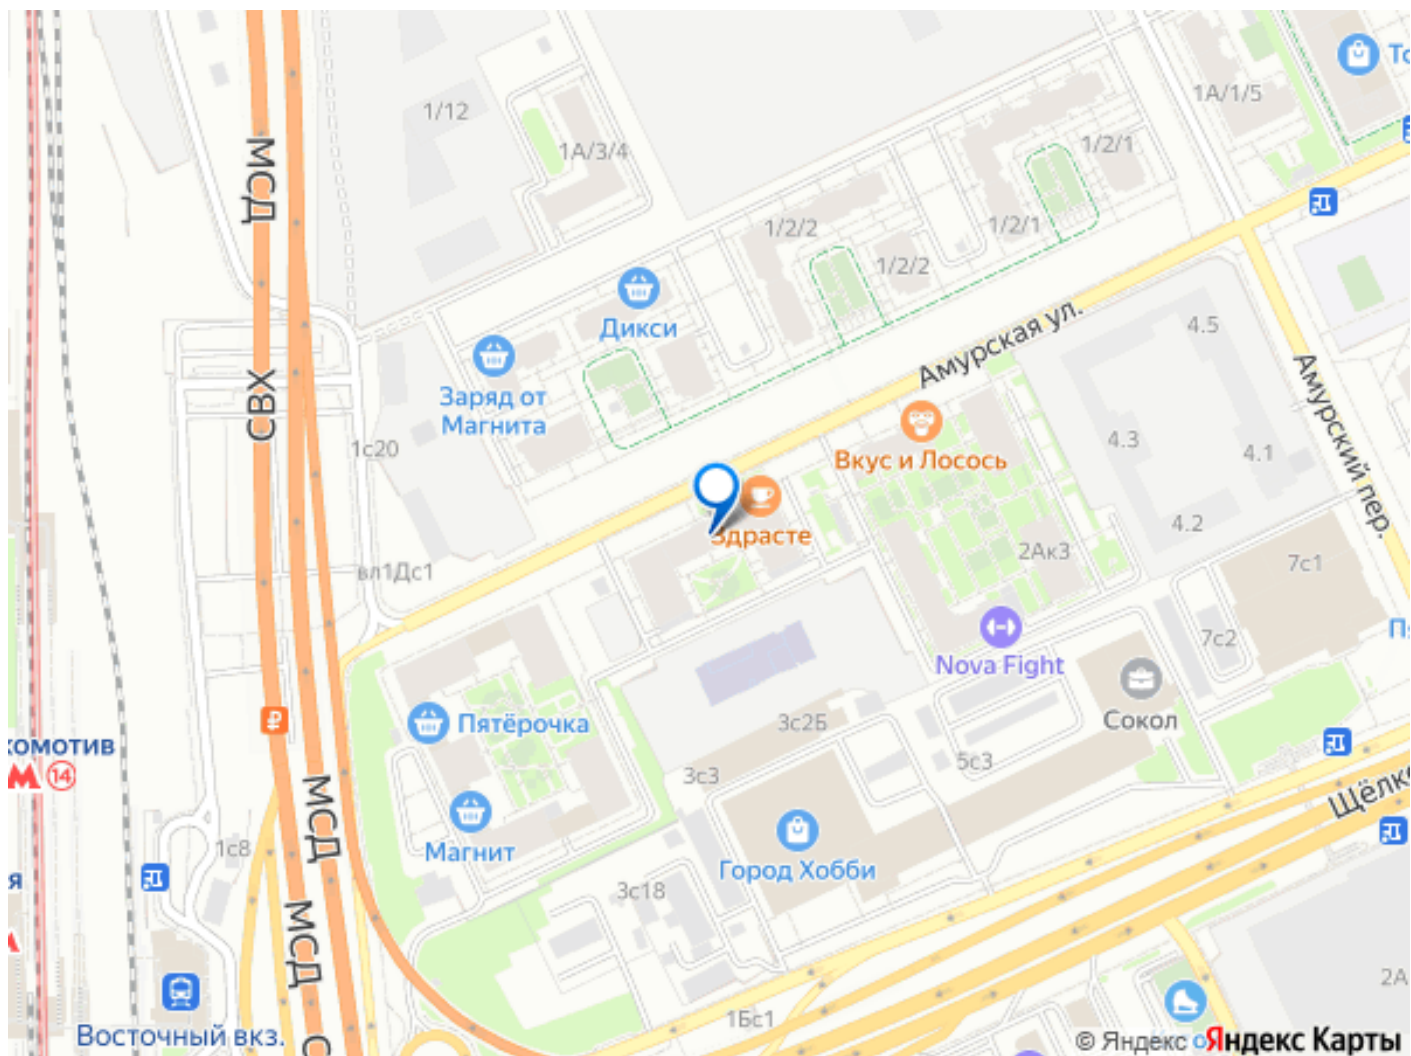 МСД
1/12
1А/3/4
1А/1/5
1/2/1
1/2/2
1/2/1
1/2/2
Дикси
Заряд от
Магнита
Амурская ул.
4.5
Амурский пер.
СВХ
1с20
Вкус и Лосось
4.3
4.1
4.2
Здрасте
2Ак3
7с1
вл1Дс1
7с2
Nova Fight
Сокол
Пятёрочка
3с2Б
5с3
3с3
14
МСД
Магнит
Город Хобби
1с8
3с18
МСД
1Бс1
2А
Восточный вкз.
© Яндекс
Яндекс Карты